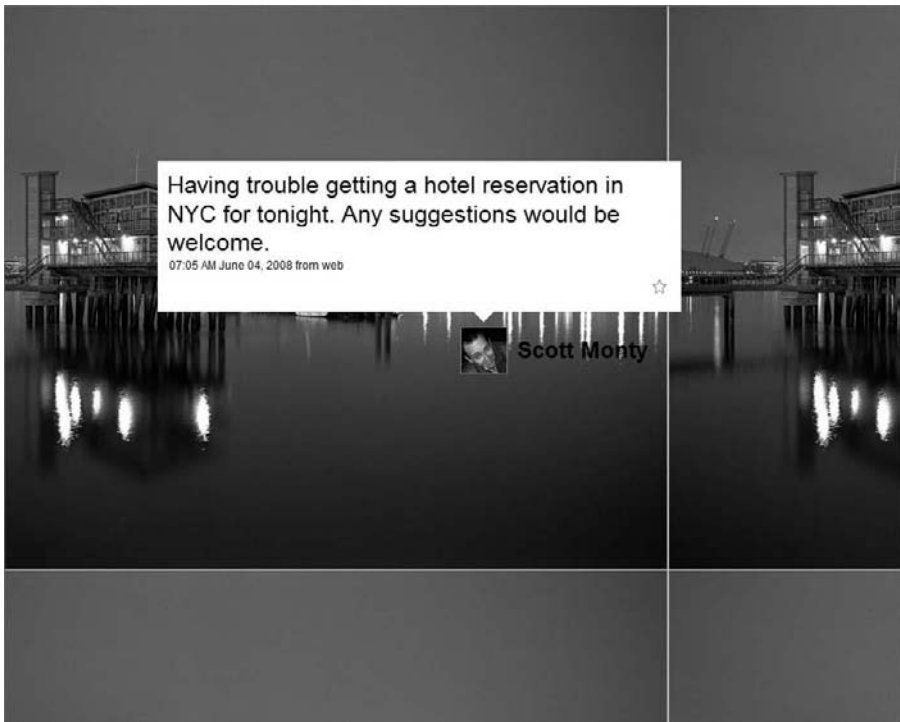 Having trouble getting a hotel reservation in
NYC for tonight. Any suggestions would be
welcome.
07:05 AM June 04, 2008 from web
Scott Monty